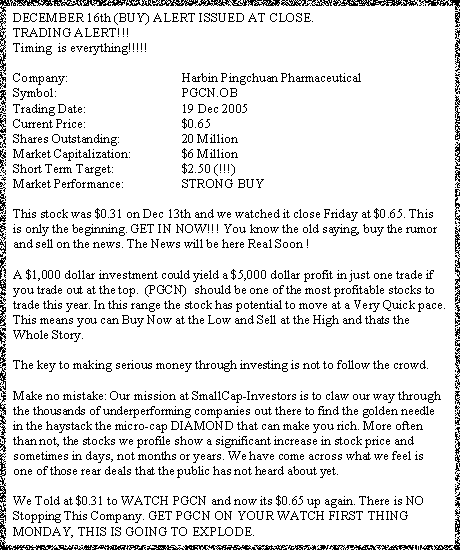 DECEMBER 16th (BUY) ALERT ISSUED AT CLOSE.
TRADING ALERT!!!
Timing is everything!!!!!
Company: Harbin Pingchuan Pharmaceutical
Symbol: PGCN.OB
Trading Date: 19 Dec 2005
Current Price: $0.65
Shares Outstanding: 20 Million
Market Capitalization: $6 Million
Short Term Target: $2.50 (!!!)
Market Performance: STRONG BUY
This stock was $0.31 on Dec 13th and we watched it close Friday at $0.65. This
is only the beginning. GET IN NOW!!! You know the old saying, buy the rumor
and sell on the news. The News will be here Real Soon !
A $1,000 dollar investment could yield a $5,000 dollar profit in just one trade if
you trade out at the top. (PGCN) should be one of the most profitable stocks to
trade this year. In this range the stock has potential to move at a Very Quick pace.
This means you can Buy Now at the Low and Sell at the High and thats the
Whole Story.
The key to making serious money through investing is not to follow the crowd.
Make no mistake: Our mission at SmallCap-Investors is to claw our way through
the thousands of underperforming companies out there to find the golden needle
in the haystack the micro-cap DIAMOND that can make you rich. More often
than not, the stocks we profile show a significant increase in stock price and
sometimes in days, not months or years. We have come across what we feel is
one of those rear deals that the public has not heard about yet.
We Told at $0.31 to WATCH PGCN and now its $0.65 up again. There is NO
Stopping This Company. GET PGCN ON YOUR WATCH FIRST THING
MONDAY, THIS IS GOING TO EXPLODE.